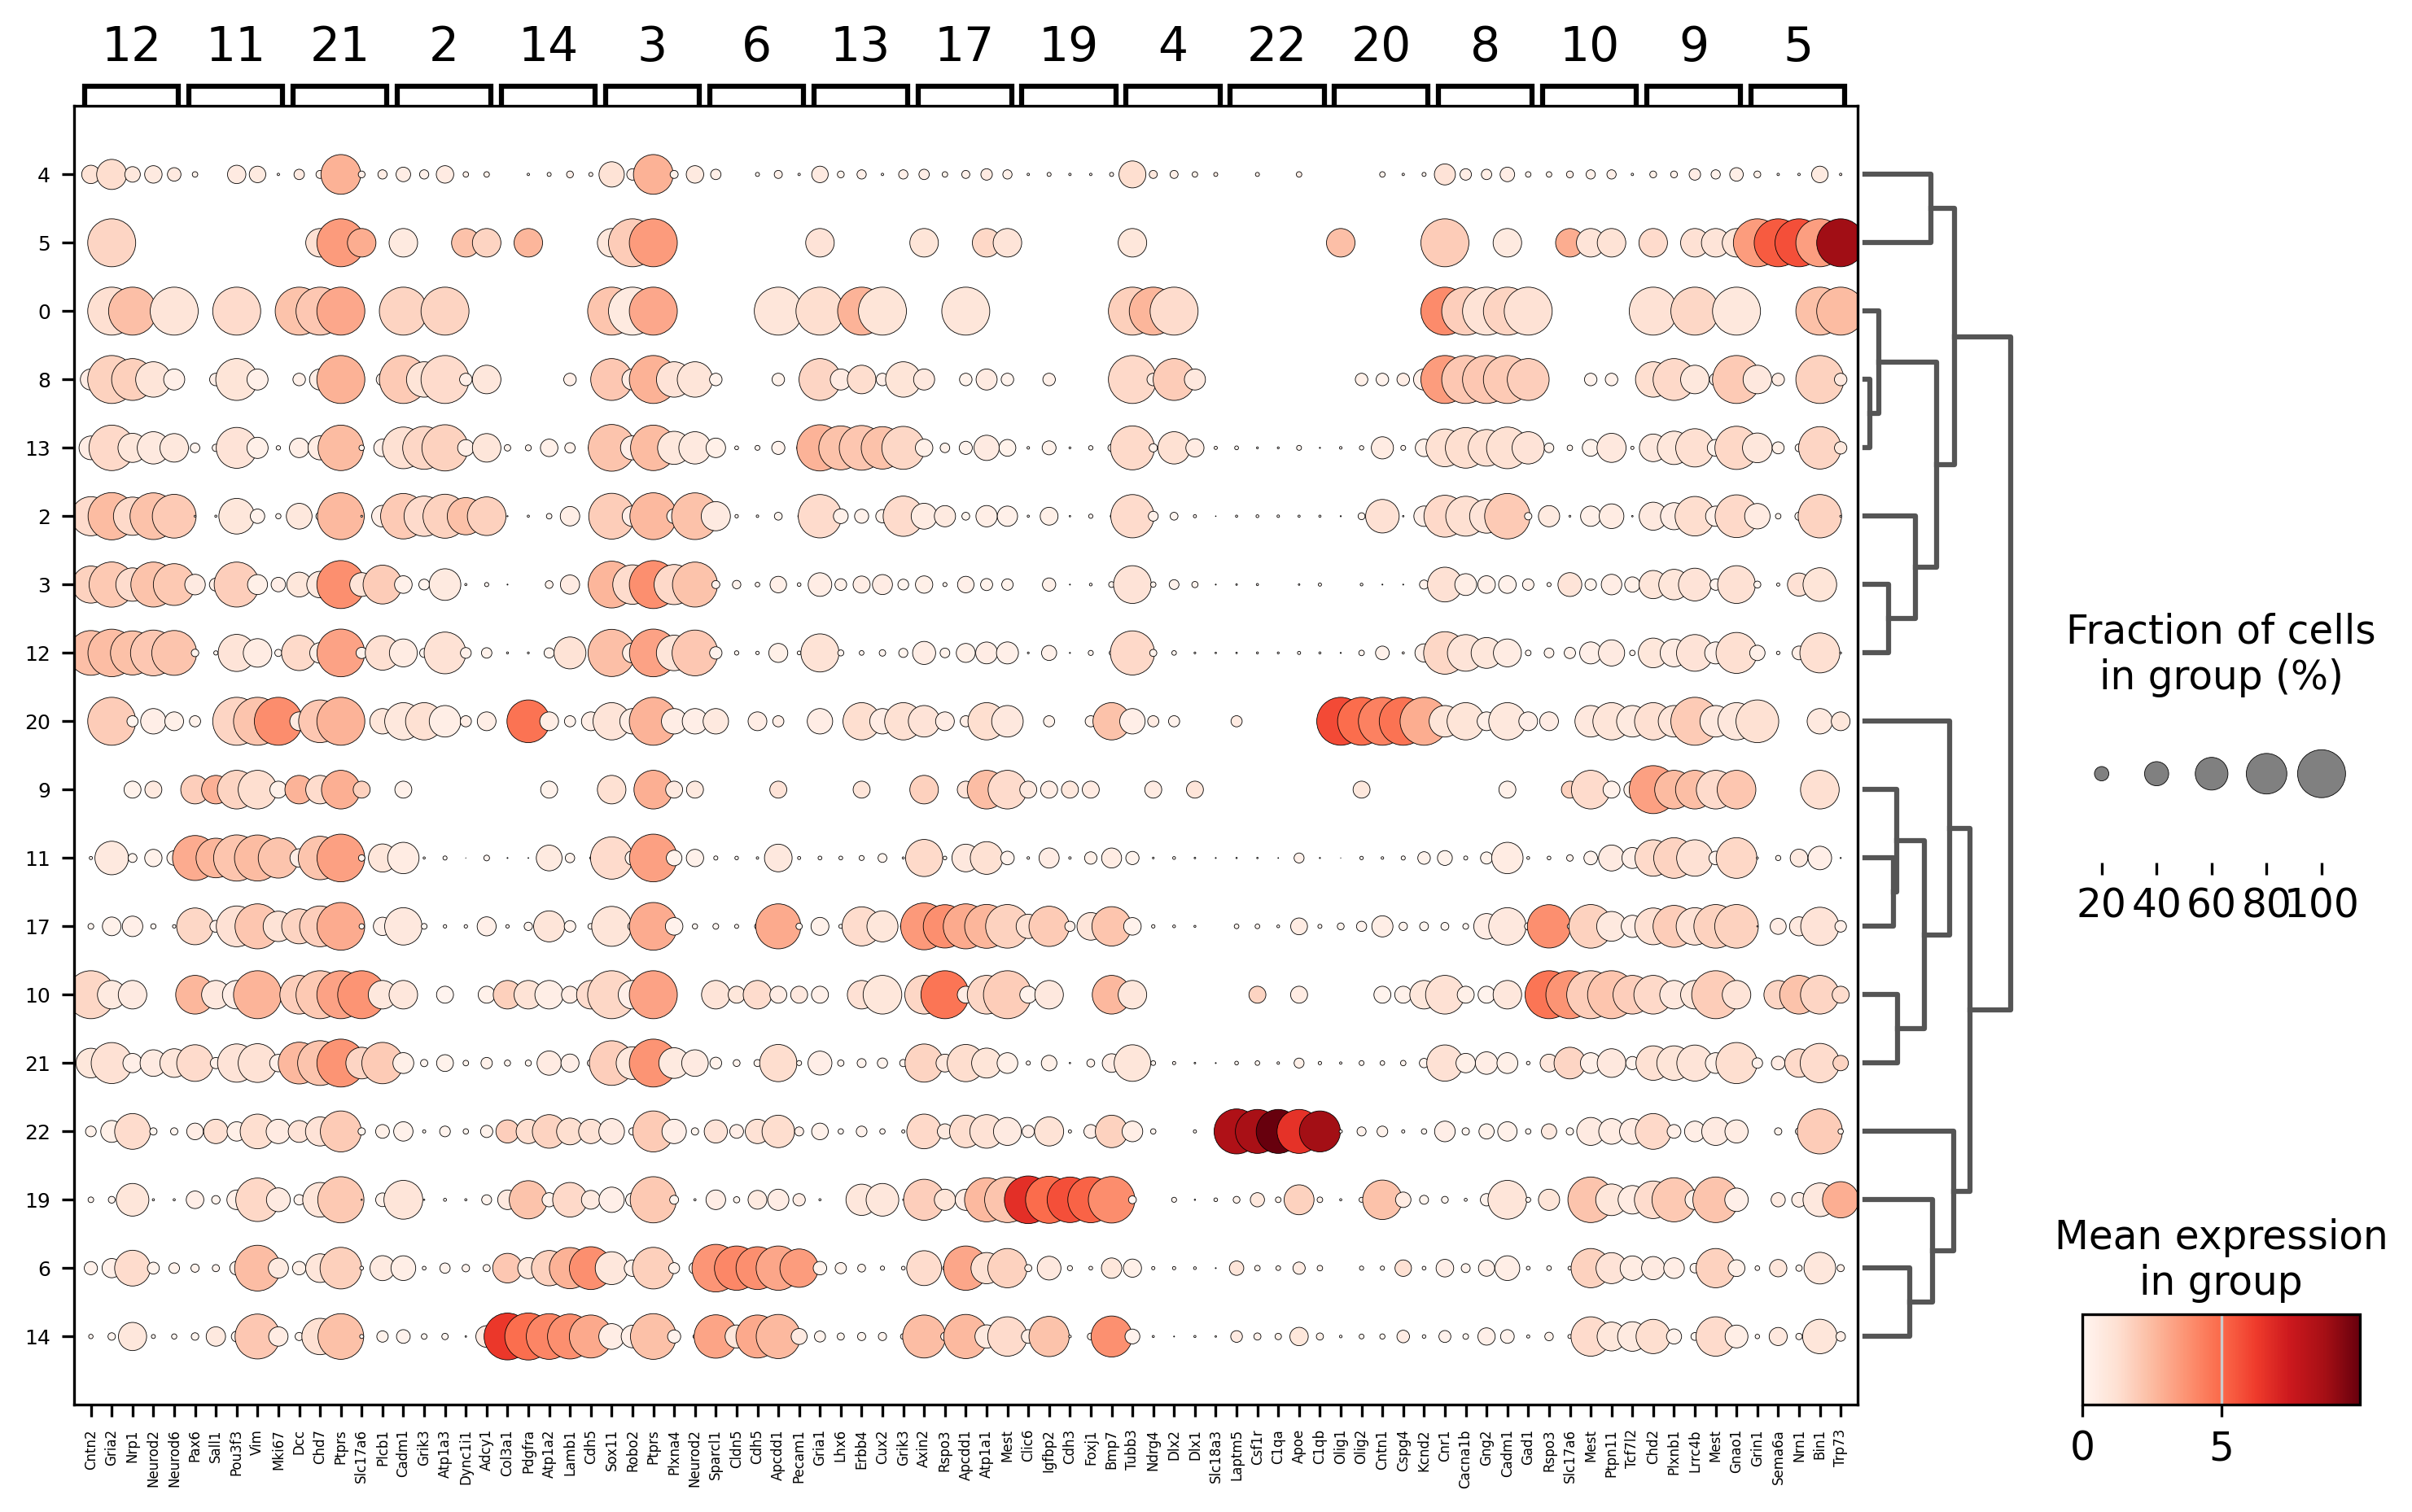 12 11 21 2 14 3 6 13 17 19 4 22 20 8 10 9 5
4
5
0
8
13
2
3
12
20
9
11
17
10
21
22
19
6
14
Cntn2 Gria2 Nrp1 Neurod2 Neurod6 Pax6 Sall1 Pou3f3 Vim Mki67 Dcc Chd7 Ptprs Slc17a6 Plcb1 Cadm1 Grik3 Atp1a3 Dync1i1 Adcy1 Col3a1 Pdgfra Atp1a2 Lamb1 Cdh5 Sox11 Robo2 Ptprs Plxna4 Neurod2 Sparcl1 Cldn5 Cdh5 Apcdd1 Pecam1 Gria1 Lhx6 Erbb4 Cux2 Grik3 Axin2 Rspo3 Apcdd1 Atp1a1 Mest Clic6 Igfbp2 Cdh3 Foxj1 Bmp7 Tubb3 Ndrg4 Dlx2 Dlx1 Slc18a3 Laptm5 Csf1r C1qa Apoe C1qb Olig1 Olig2 Cntn1 Cspg4 Kcnd2 Cnr1 Cacna1b Gng2 Cadm1 Gad1 Rspo3 Slc17a6 Mest Ptpn11 Tcf7l2 Chd2 Plxnb1 Lrrc4b Mest Gnao1 Grin1 Sema6a Nrn1 Bin1 Trp73
Fraction of cells
in group (%)
20 40 60 80 100
Mean expression
in group
0 5